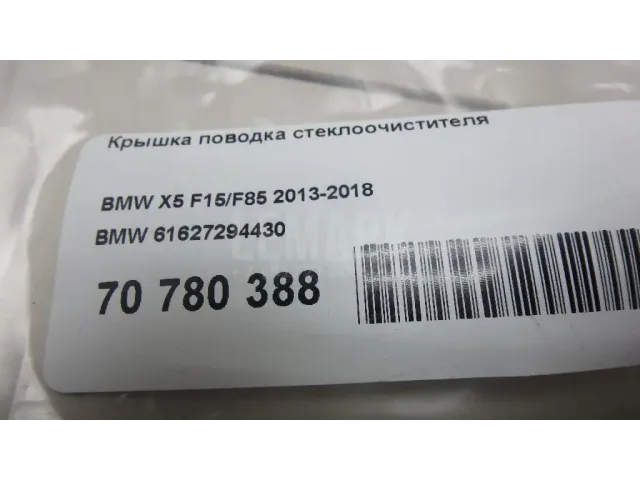 Крышка поводка стеклоочистителя
BMW X5 F15/F85 2013-2018
BMW 61627294430
70 780 388